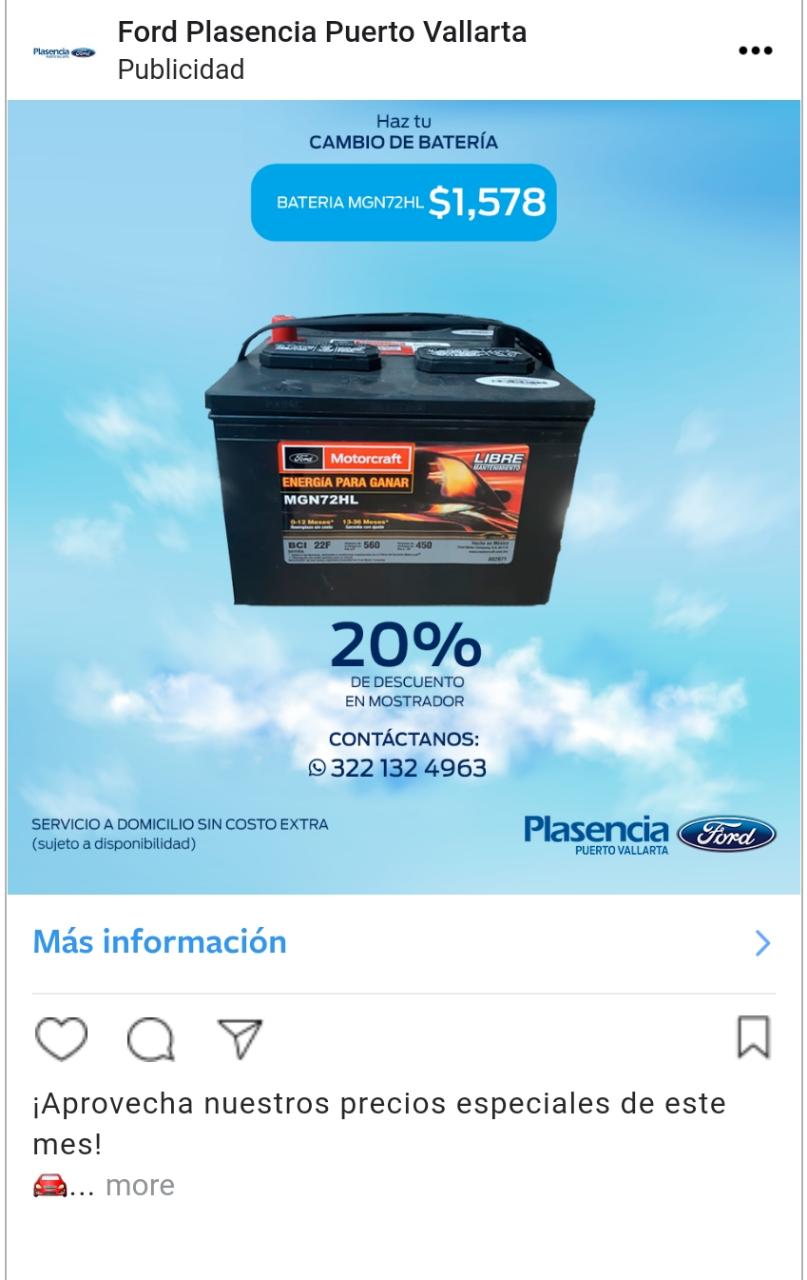 Plasencia Ford
Ford Plasencia Puerto Vallarta
Publicidad
Haz tu
CAMBIO DE BATERÍA
BATERIA MGN72HL $1,578
Ford Motorcraft
LIBRE
MANTENIMIENTO
ENERGÍA PARA GANAR
MGN72HL
0-12 Meses* 13-36 Meses*
BCI 22F 560 450
Hecho en México
20%
DE DESCUENTO
EN MOSTRADOR
CONTÁCTANOS:
322 132 4963
SERVICIO A DOMICILIO SIN COSTO EXTRA
(sujeto a disponibilidad)
Plasencia Ford
PUERTO VALLARTA
Más información
¡Aprovecha nuestros precios especiales de este
mes!
... more